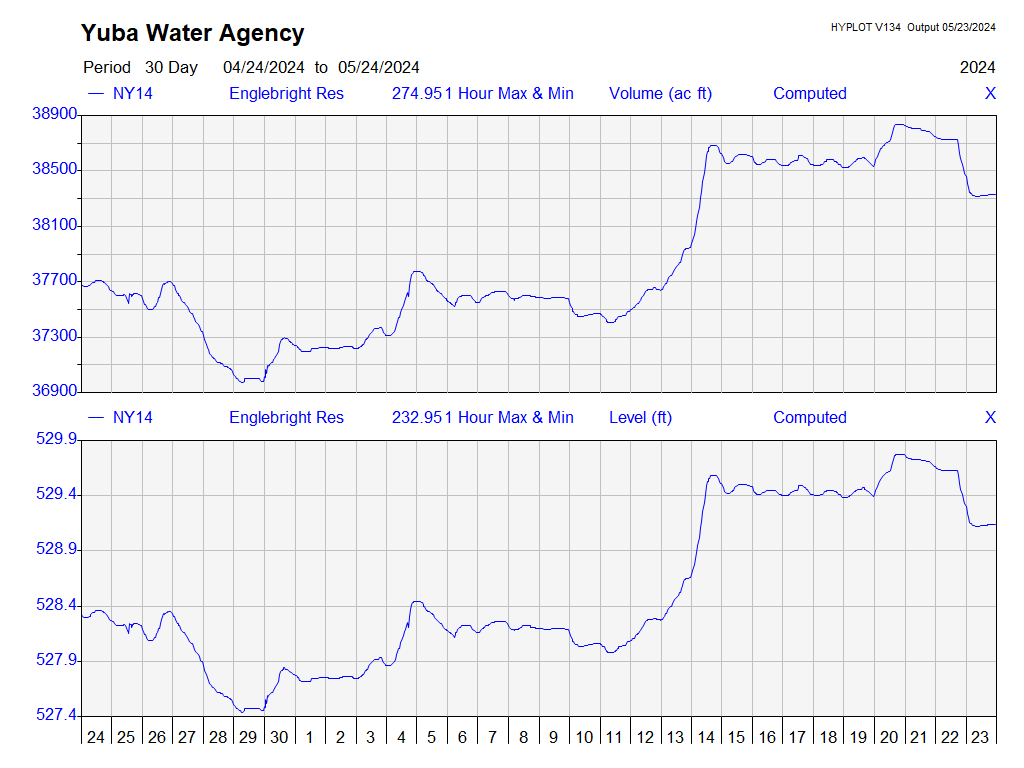 Yuba Water Agency
HYPLOT V134 Output 05/23/2024
Period 30 Day 04/24/2024 to 05/24/2024 2024
NY14 Englebright Res 274.951 Hour Max & Min Volume (ac ft) Computed X
38900
38500
38100
37700
37300
36900
NY14 Englebright Res 232.951 Hour Max & Min Level (ft) Computed X
529.9
529.4
528.9
528.4
527.9
527.4
24 25 26 27 28 29 30 1 2 3 4 5 6 7 8 9 10 11 12 13 14 15 16 17 18 19 20 21 22 23